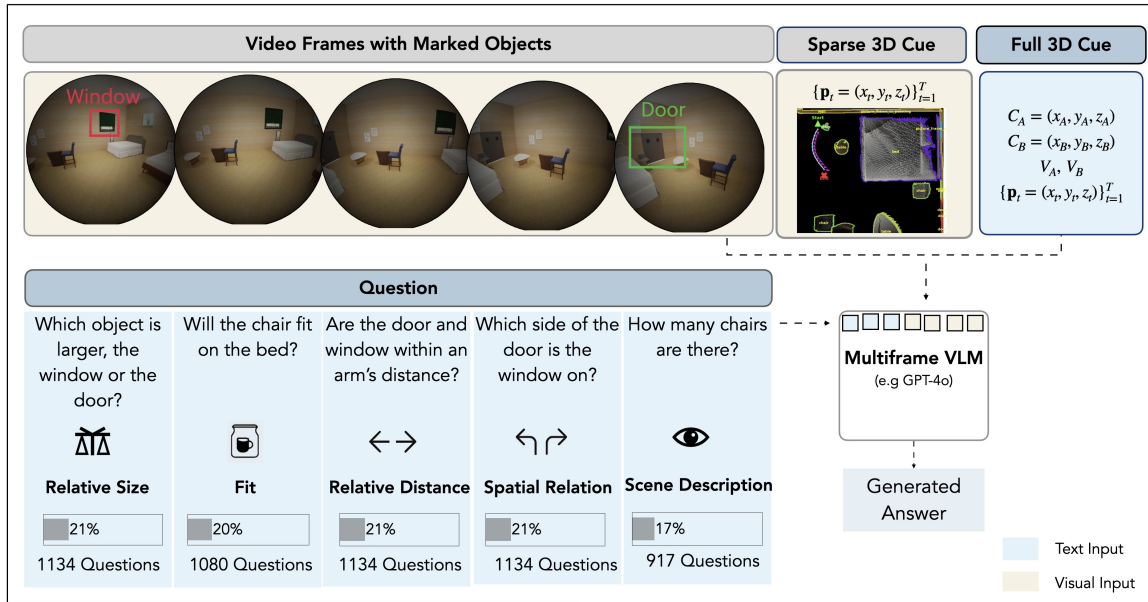 Video Frames with Marked Objects
Sparse 3D Cue
Full 3D Cue
Window
Door
{p_t = (x_t, y_t, z_t)}_{t=1}^T
Start
bed
chair
chair
C_A = (x_A, y_A, z_A)
C_B = (x_B, y_B, z_B)
V_A, V_B
{p_t = (x_t, y_t, z_t)}_{t=1}^T
Question
Which object is
larger, the
window or the
door?
Relative Size
21%
1134 Questions
Will the chair fit
on the bed?
Fit
20%
1080 Questions
Are the door and
window within an
arm's distance?
Relative Distance
21%
1134 Questions
Which side of the
door is the
window on?
Spatial Relation
21%
1134 Questions
How many chairs
are there?
Scene Description
17%
917 Questions
Multiframe VLM
(e.g GPT-4o)
Generated
Answer
Text Input
Visual Input